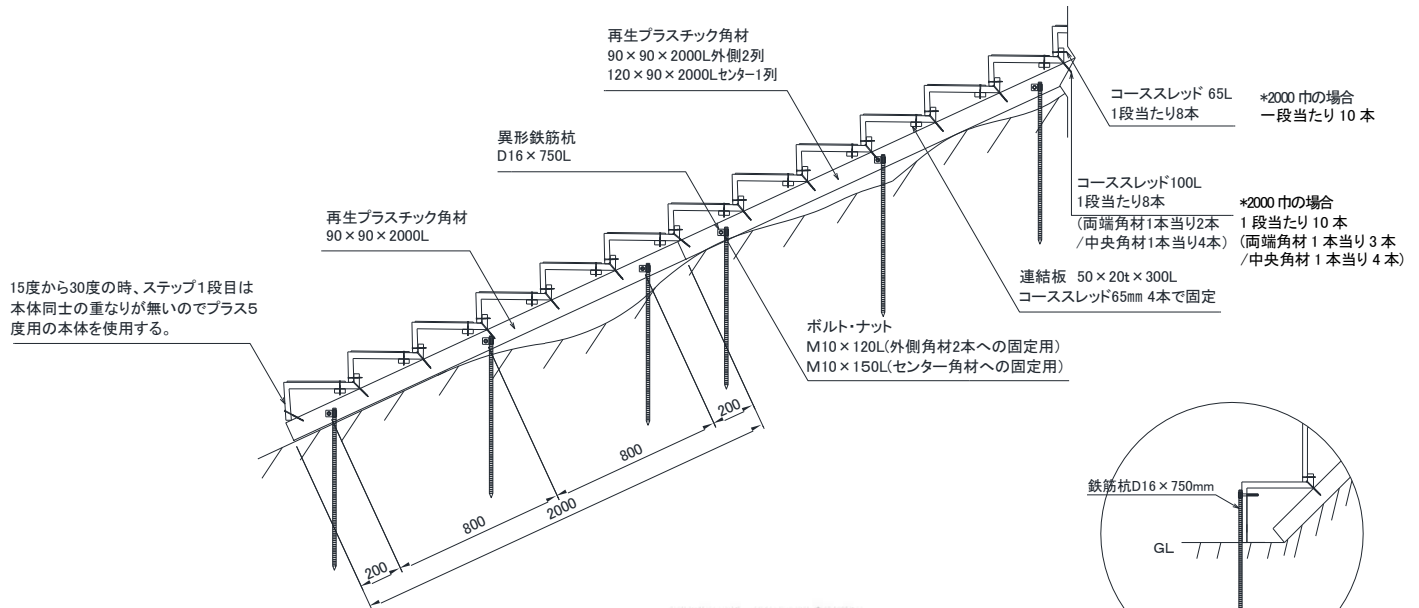 再生プラスチック角材
90×90×2000L外側2列
120×90×2000Lセンター1列
異形鉄筋杭
D16×750L
再生プラスチック角材
90×90×2000L
15度から30度の時、ステップ1段目は
本体同士の重なりが無いのでプラス5
度用の本体を使用する。
コーススレッド 65L
1段当たり8本
*2000 巾の場合
一段当たり 10 本
コーススレッド100L
1段当たり8本
(両端角材1本当り2本
/中央角材1本当り4本)
*2000 巾の場合
1 段当たり 10 本
(両端角材 1 本当り 3 本
/中央角材 1 本当り 4 本)
連結板 50×20t×300L
コーススレッド65mm 4本で固定
ボルト・ナット
M10×120L(外側角材2本への固定用)
M10×150L(センター角材への固定用)
200
800
2000
800
200
鉄筋杭D16×750mm
GL